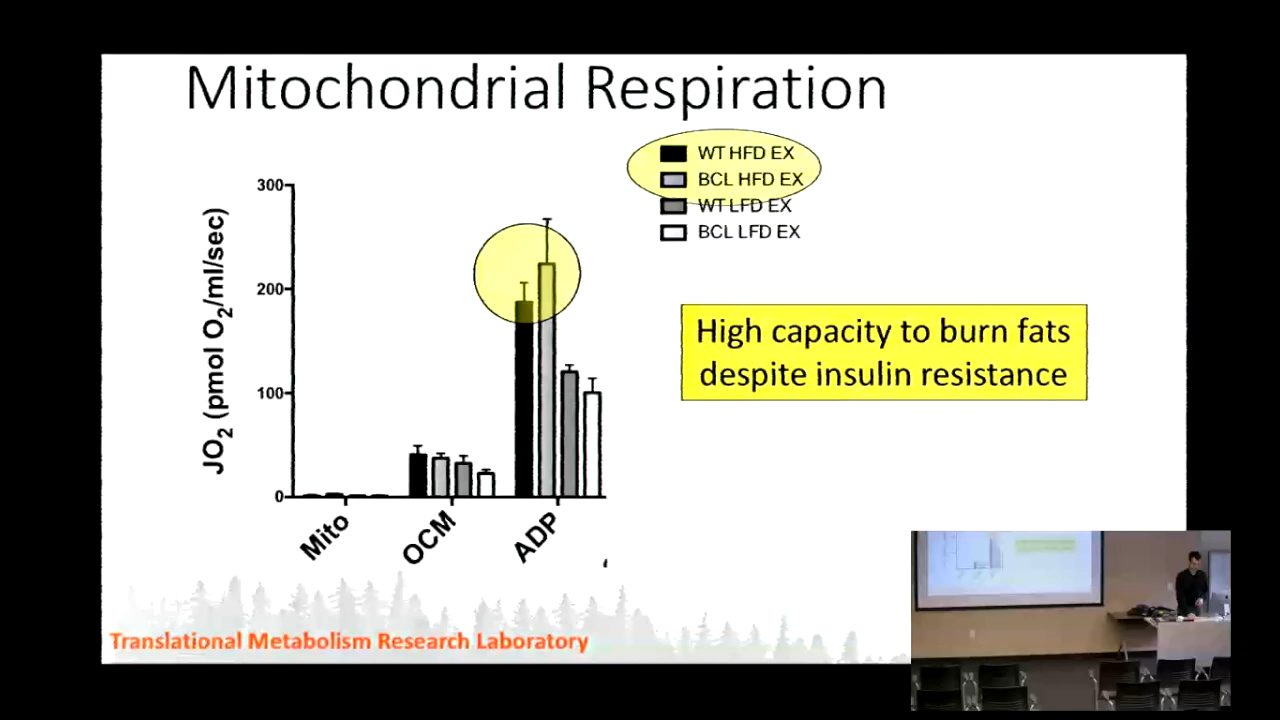 Mitochondrial Respiration
WT HFD EX
BCL HFD EX
WT LFD EX
BCL LFD EX
JO2 (pmol O2/ml/sec)
300
200
100
0
Mito
OCM
ADP
High capacity to burn fats
despite insulin resistance
Translational Metabolism Research Laboratory